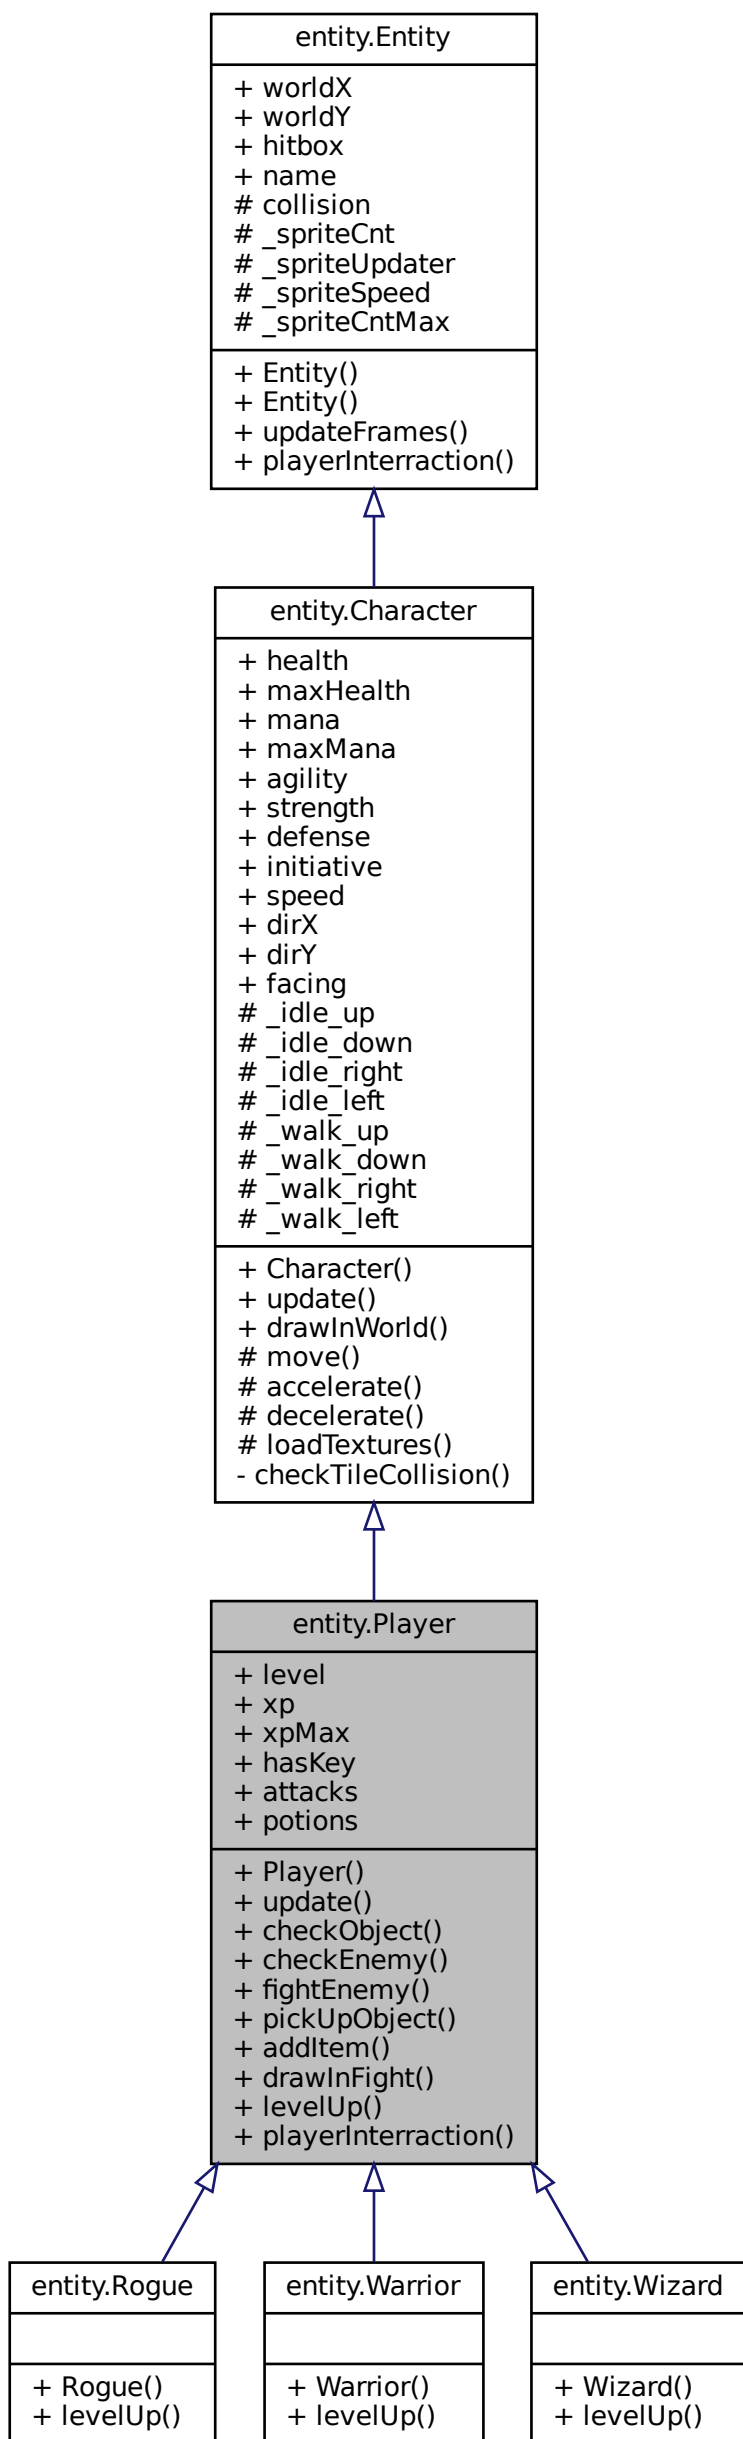 entity.Entity
+ worldX
+ worldY
+ hitbox
+ name
# collision
# _spriteCnt
# _spriteUpdater
# _spriteSpeed
# _spriteCntMax
+ Entity()
+ Entity()
+ updateFrames()
+ playerInterraction()
entity.Character
+ health
+ maxHealth
+ mana
+ maxMana
+ agility
+ strength
+ defense
+ initiative
+ speed
+ dirX
+ dirY
+ facing
# _idle_up
# _idle_down
# _idle_right
# _idle_left
# _walk_up
# _walk_down
# _walk_right
# _walk_left
+ Character()
+ update()
+ drawInWorld()
# move()
# accelerate()
# decelerate()
# loadTextures()
- checkTileCollision()
entity.Player
+ level
+ xp
+ xpMax
+ hasKey
+ attacks
+ potions
+ Player()
+ update()
+ checkObject()
+ checkEnemy()
+ fightEnemy()
+ pickUpObject()
+ addItem()
+ drawInFight()
+ levelUp()
+ playerInterraction()
entity.Rogue
+ Rogue()
+ levelUp()
entity.Warrior
+ Warrior()
+ levelUp()
entity.Wizard
+ Wizard()
+ levelUp()